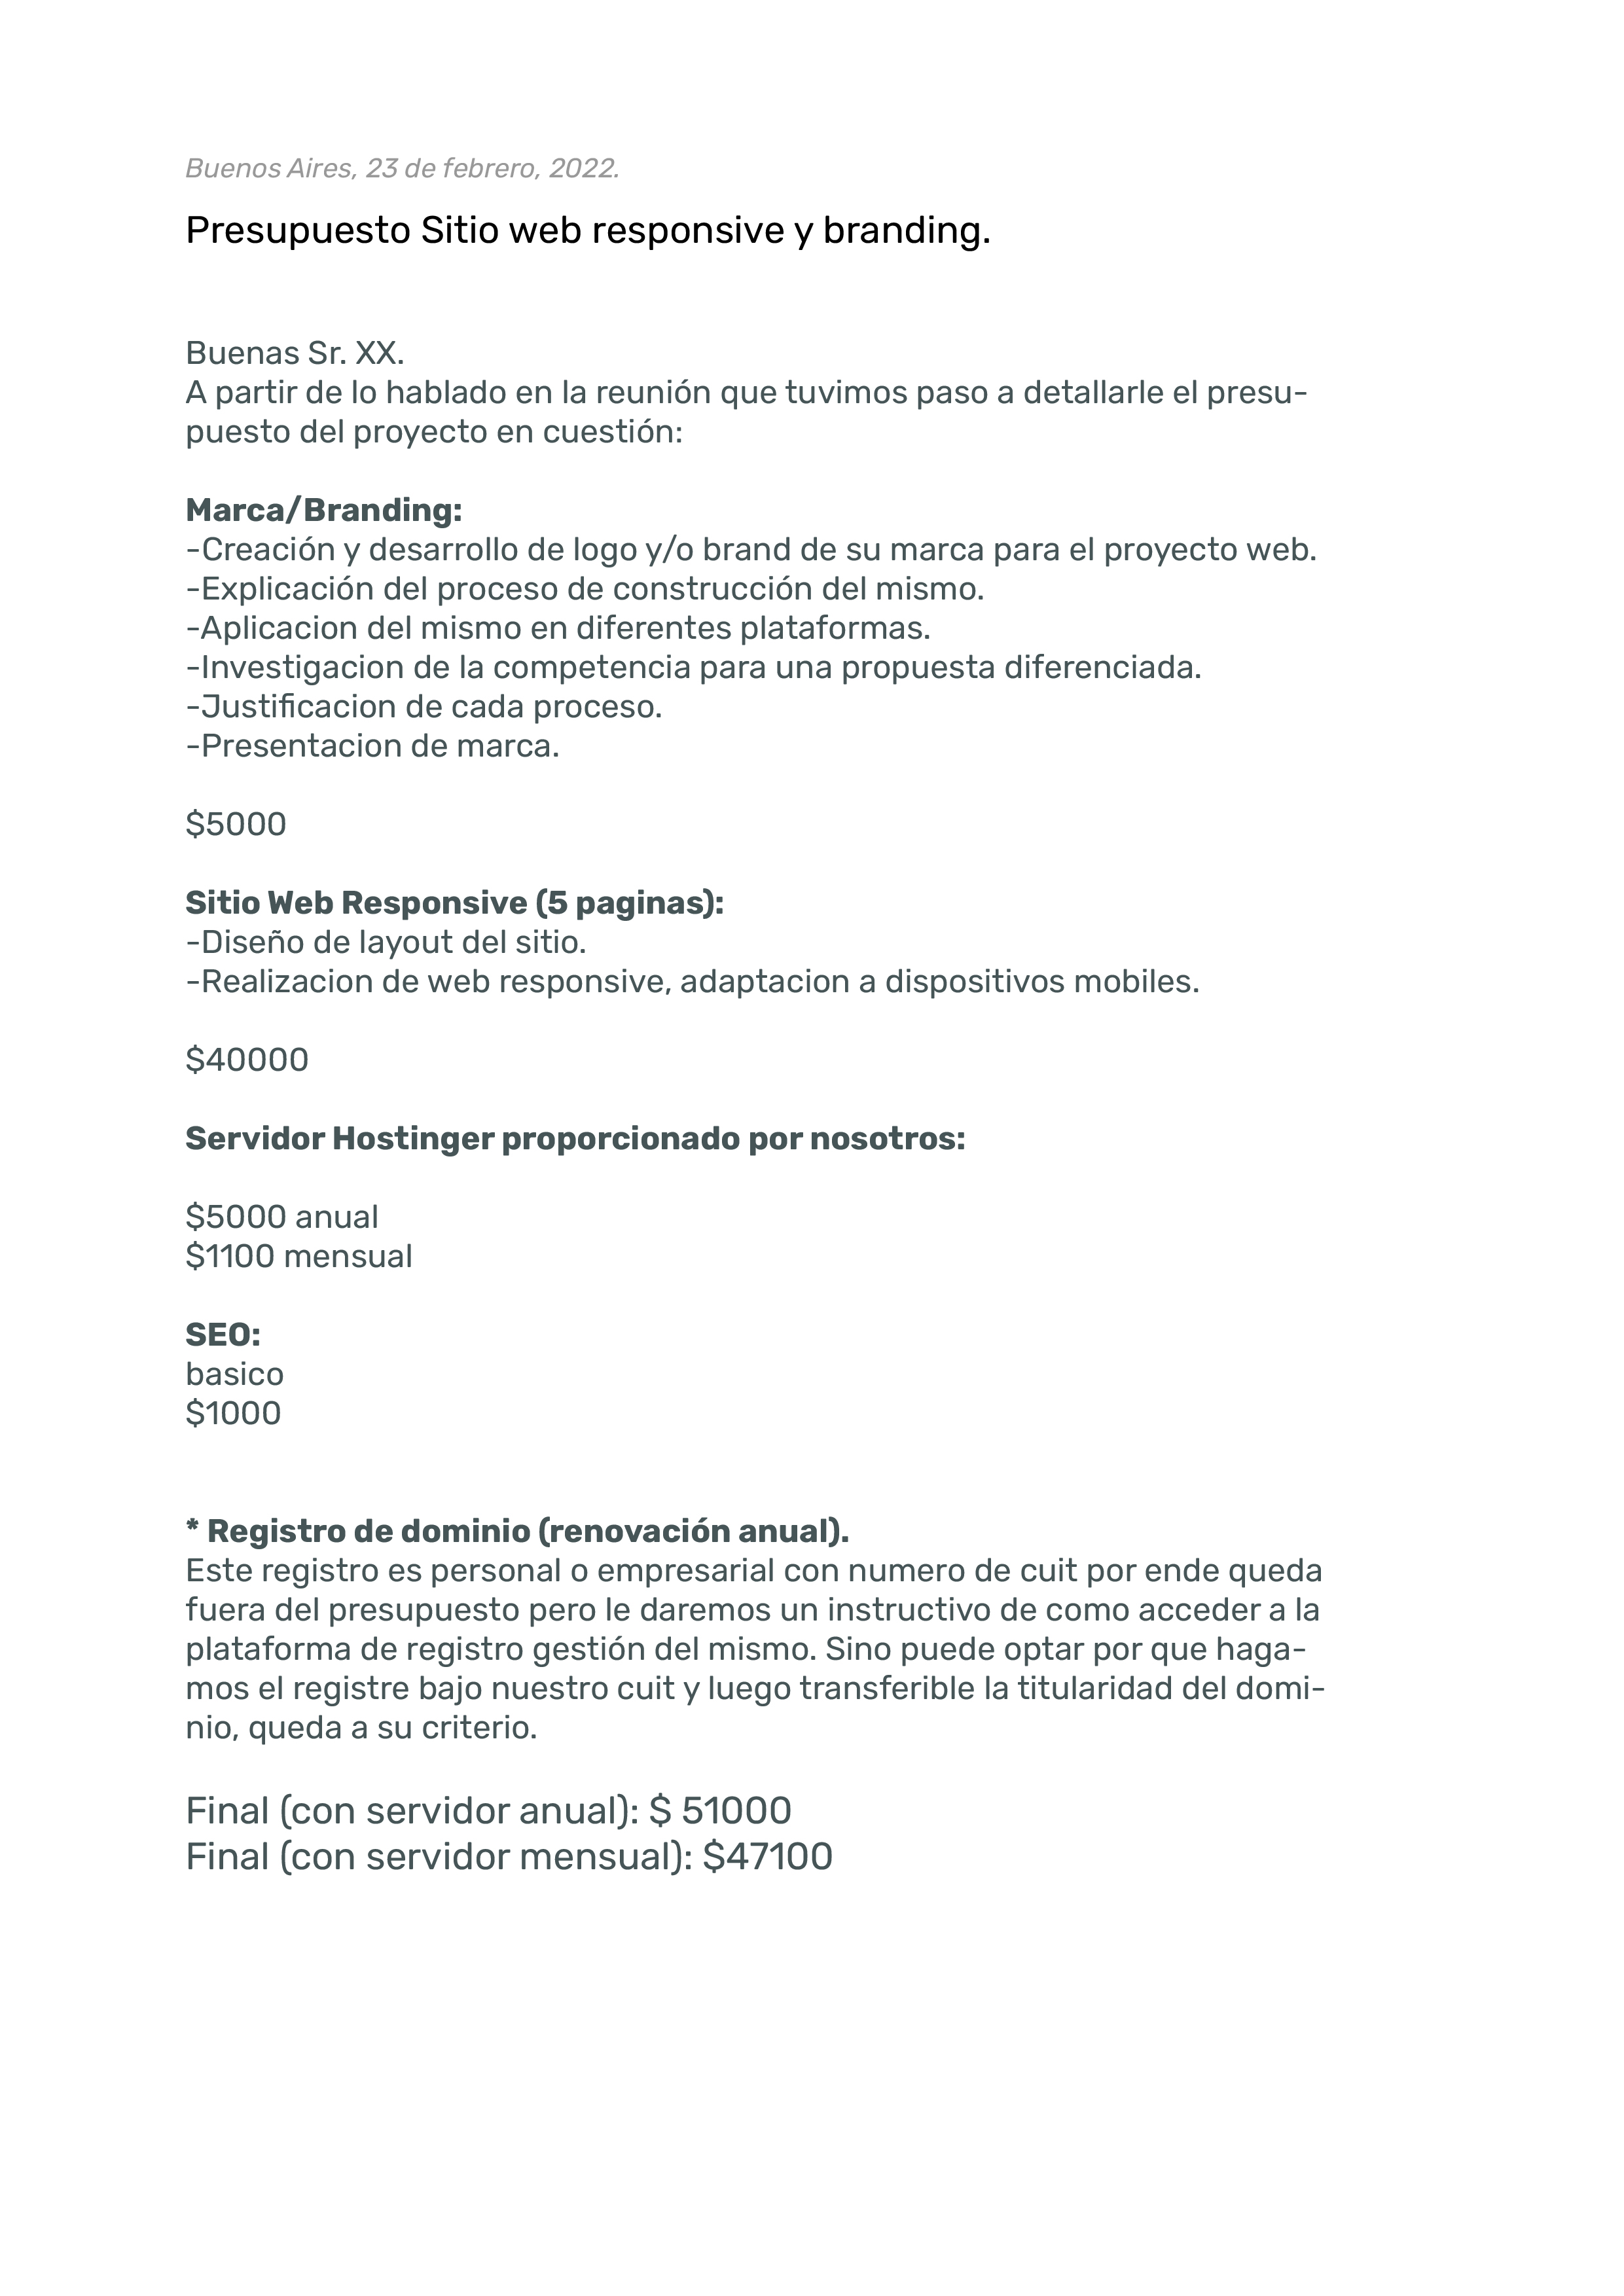 Buenos Aires, 23 de febrero, 2022.
Presupuesto Sitio web responsive y branding.
Buenas Sr. XX.
A partir de lo hablado en la reunión que tuvimos paso a detallarle el presu-
puesto del proyecto en cuestión:
Marca/Branding:
-Creación y desarrollo de logo y/o brand de su marca para el proyecto web.
-Explicación del proceso de construcción del mismo.
-Aplicacion del mismo en diferentes plataformas.
-Investigacion de la competencia para una propuesta diferenciada.
-Justificacion de cada proceso.
-Presentacion de marca.
$5000
Sitio Web Responsive (5 paginas):
-Diseño de layout del sitio.
-Realizacion de web responsive, adaptacion a dispositivos mobiles.
$40000
Servidor Hostinger proporcionado por nosotros:
$5000 anual
$1100 mensual
SEO:
basico
$1000
* Registro de dominio (renovación anual).
Este registro es personal o empresarial con numero de cuit por ende queda
fuera del presupuesto pero le daremos un instructivo de como acceder a la
plataforma de registro gestión del mismo. Sino puede optar por que haga-
mos el registre bajo nuestro cuit y luego transferible la titularidad del domi-
nio, queda a su criterio.
Final (con servidor anual): $ 51000
Final (con servidor mensual): $47100